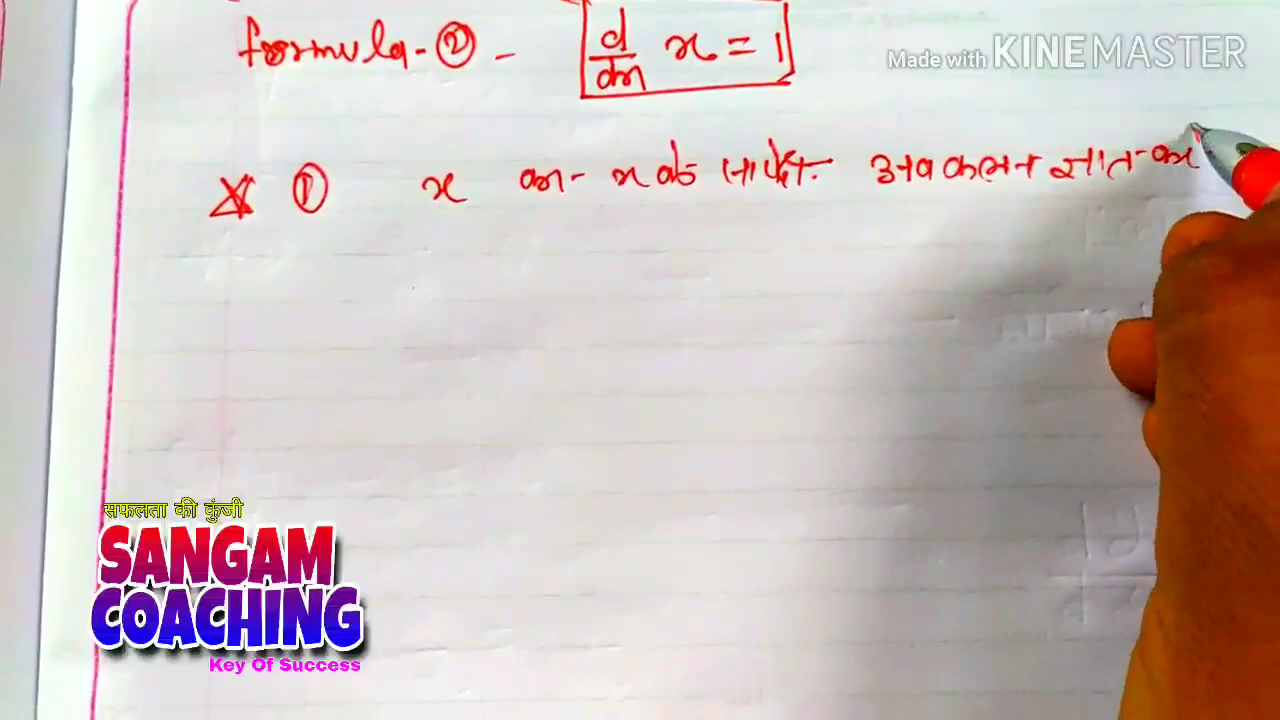 formula-② - d/dx x = 1
Made with KINEMASTER
① x का x के सापेक्ष अवकलन ज्ञात कर
सफलता की कुंजी
SANGAM
COACHING
Key Of Success